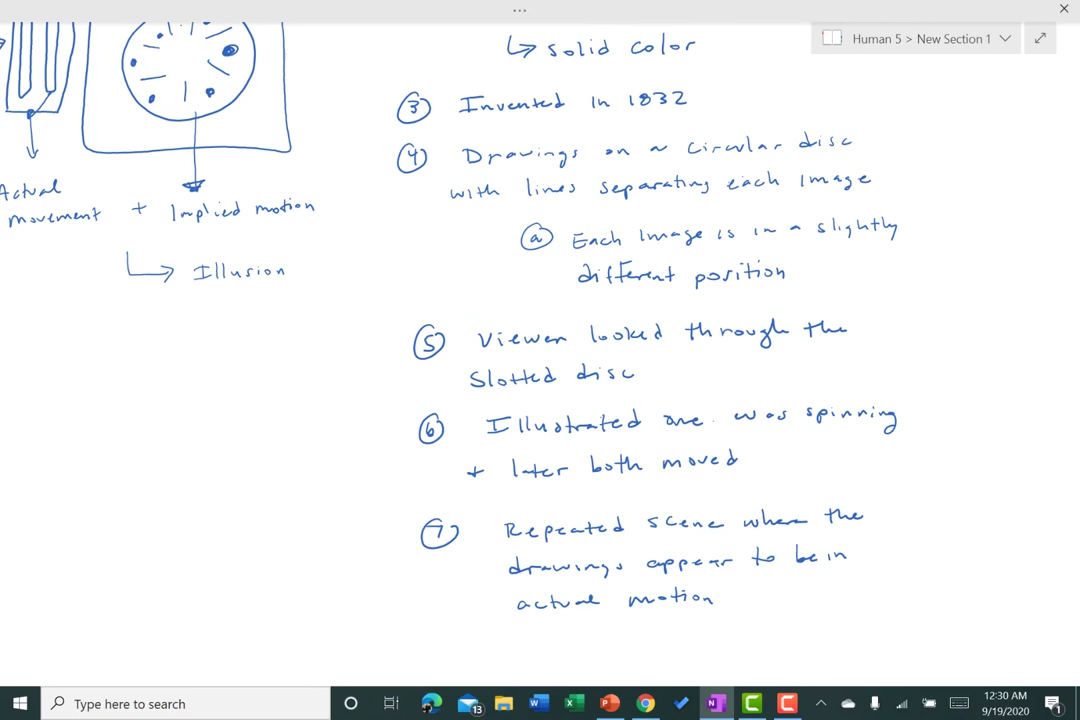 Human 5 > New Section 1
Actual
movement + Implied motion
Illusion
solid color
3 Invented in 1832
4 Drawings on a circular disc
with lines separating each image
a Each image is in a slightly
different position
5 Viewer looked through the
Slotted disc
6 Illustrated one was spinning
+ later both moved
7 Repeated scene where the
drawings appear to be in
actual motion
Type here to search
13
12:30 AM
9/19/2020
1